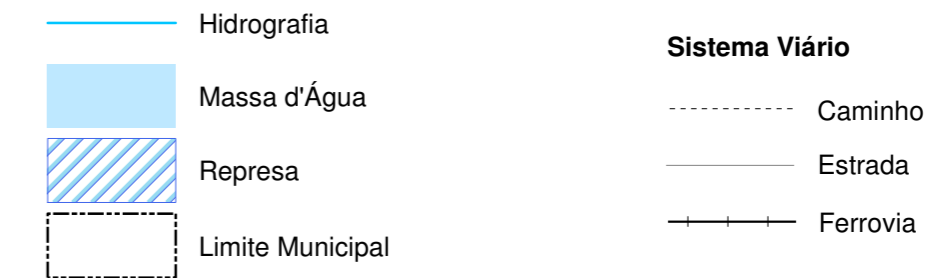 Hidrografia
Massa d'Água
Represa
Limite Municipal
Sistema Viário
Caminho
Estrada
Ferrovia